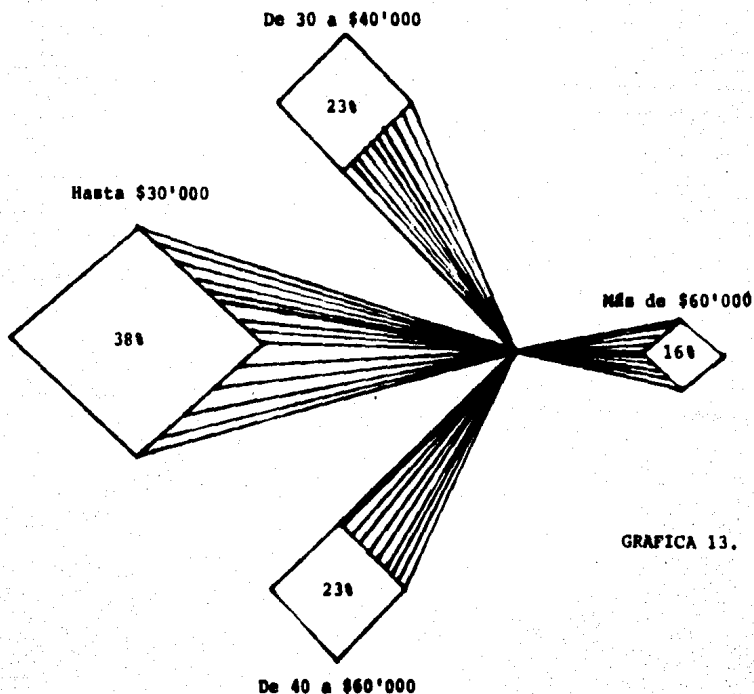 De 30 a $40'000
23%
Hasta $30'000
Más de $60'000
38%
16%
GRAFICA 13.
23%
De 40 a $60'000